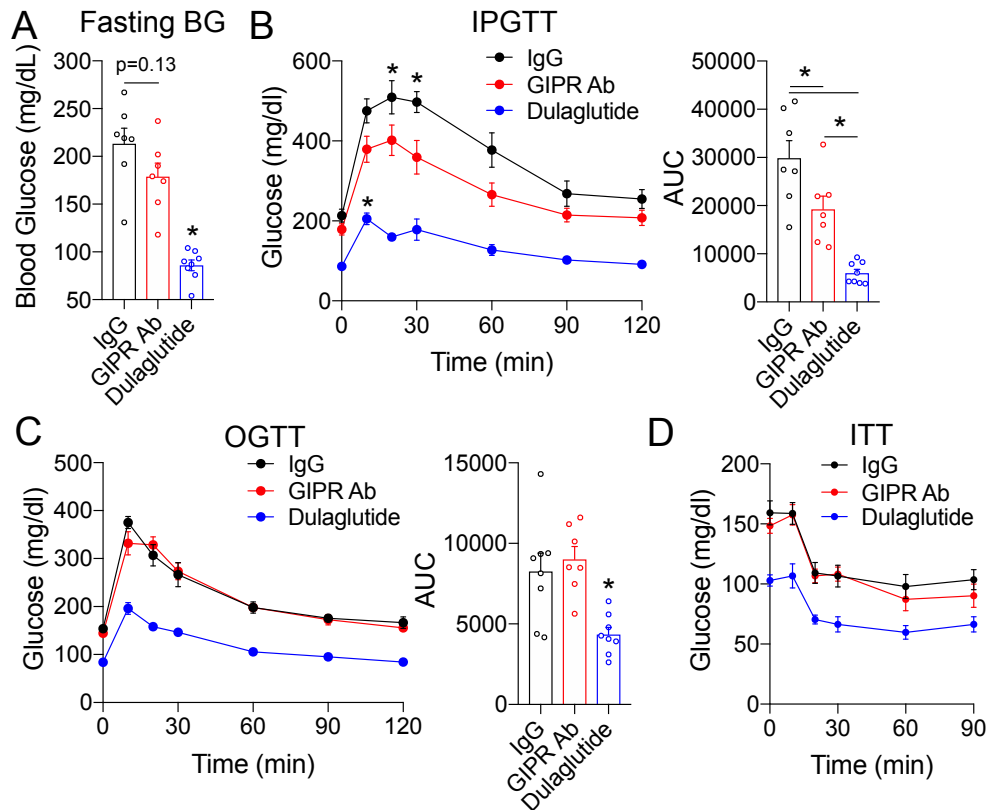 A Fasting BG
Blood Glucose (mg/dL)
300
250
200
150
100
50
p=0.13
*
IgG
GIPR Ab
Dulaglutide
B IPGTT
IgG
GIPR Ab
Dulaglutide
Glucose (mg/dl)
600
400
200
0
* *
*
0 30 60 90 120
Time (min)
AUC
50000
40000
30000
20000
10000
0
*
*
IgG
GIPR Ab
Dulaglutide
C OGTT
IgG
GIPR Ab
Dulaglutide
Glucose (mg/dl)
500
400
300
200
100
0
0 30 60 90 120
Time (min)
AUC
15000
10000
5000
0
*
IgG
GIPR Ab
Dulaglutide
D ITT
IgG
GIPR Ab
Dulaglutide
Glucose (mg/dl)
200
150
100
50
0
0 30 60 90
Time (min)